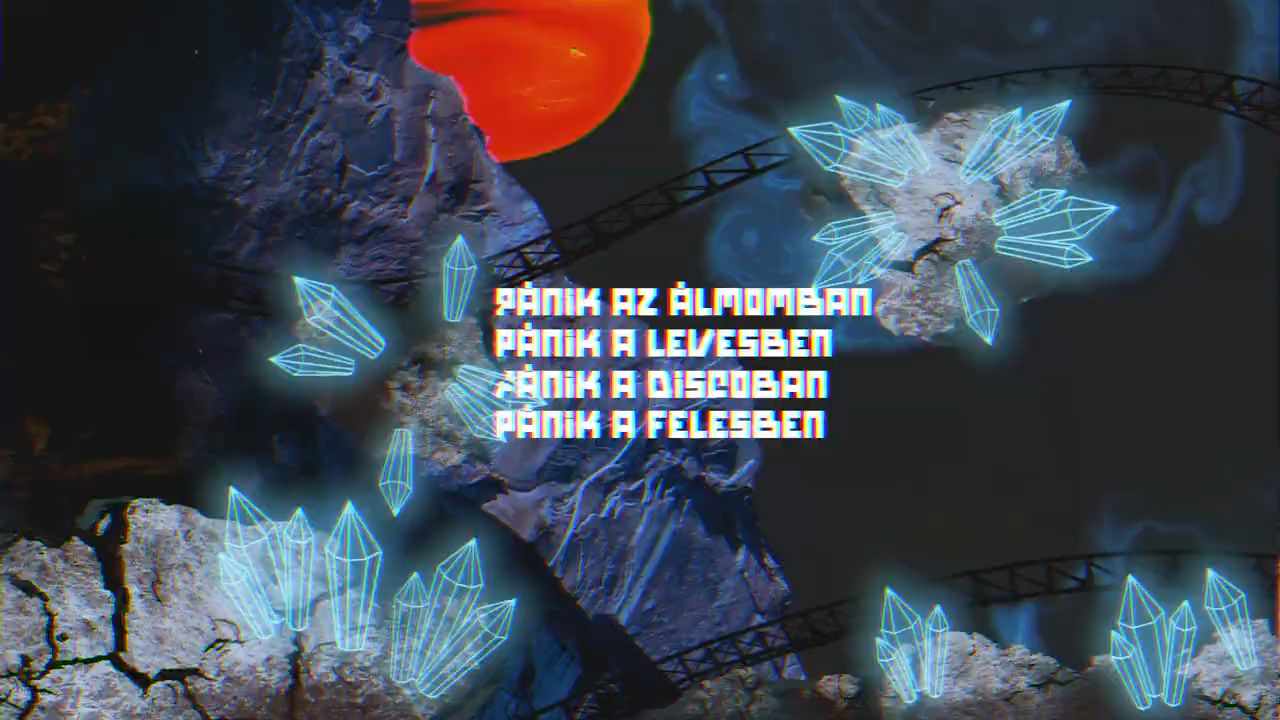 PÁNiK AZ ÁLMOMBAN
PÁNiK A LEVESBEN
PÁNiK A DiSCOBAN
PÁNiK A FELESBEN